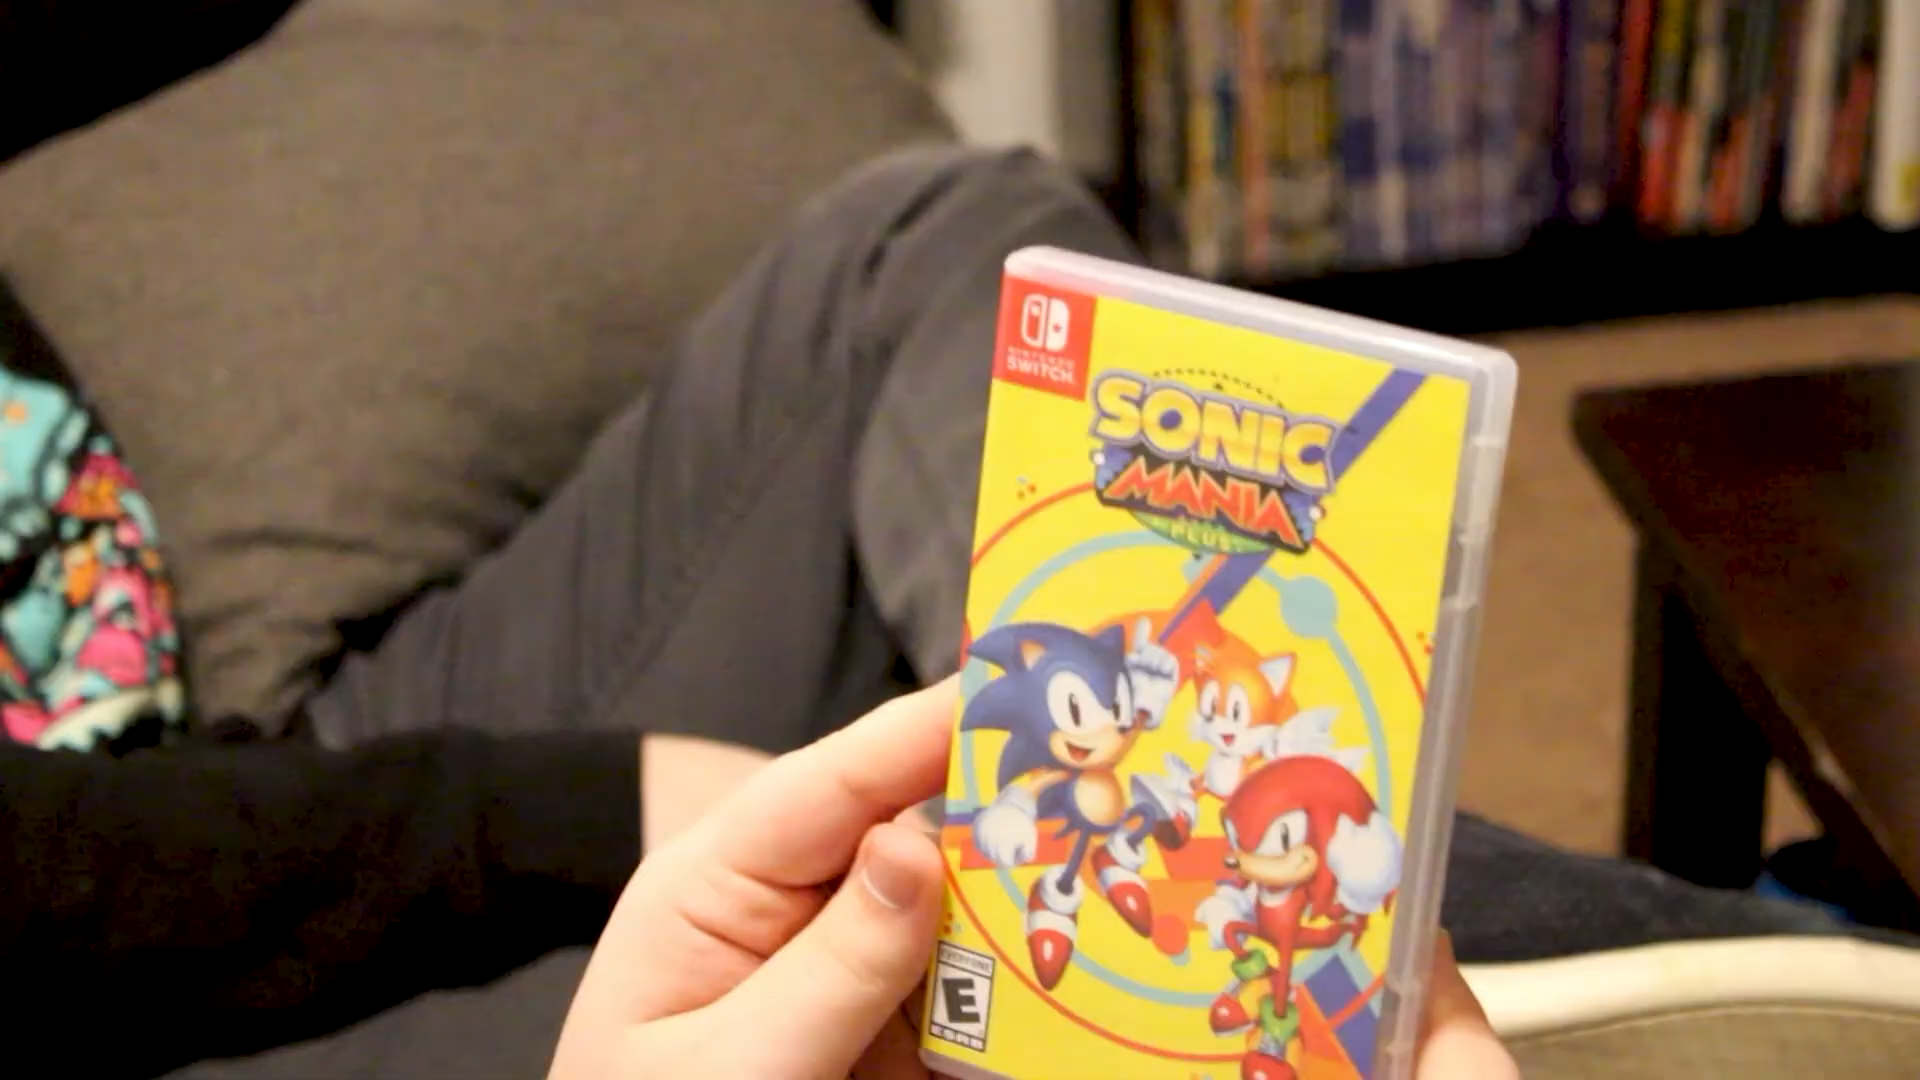 NINTENDO
SWITCH
SONIC
MANIA
PLUS
EVERYONE
E
ESRB